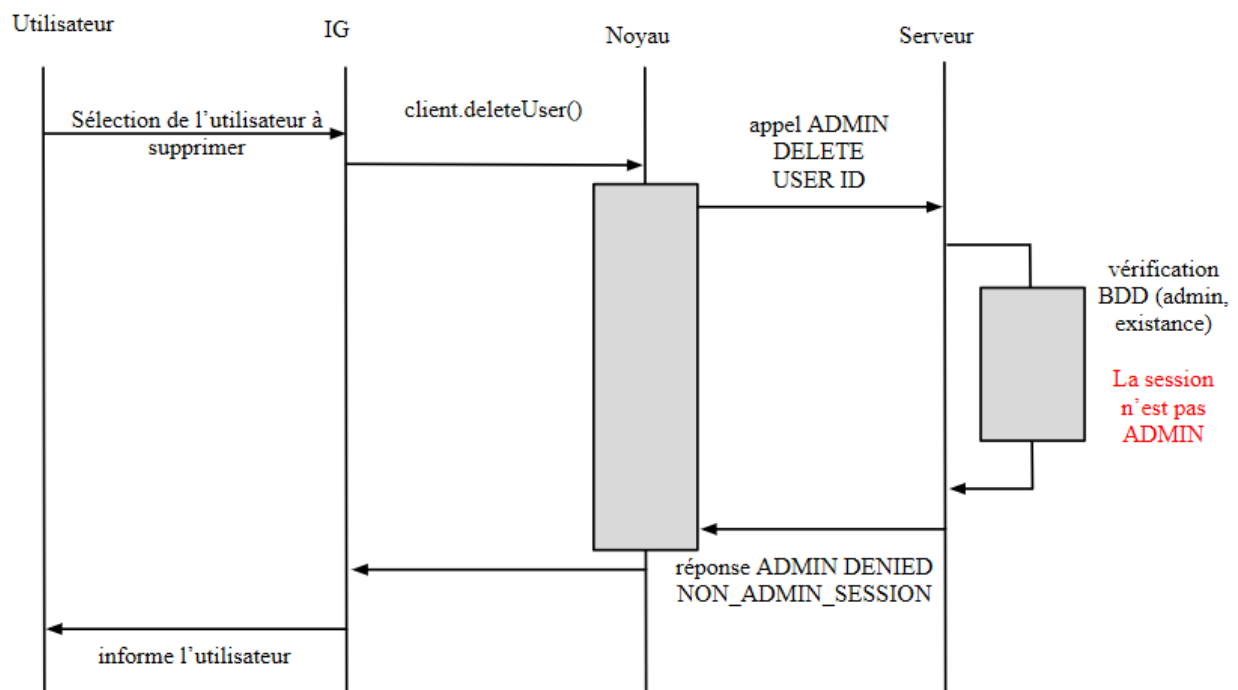 Utilisateur
IG
Noyau
Serveur
Sélection de l'utilisateur à
supprimer
client.deleteUser()
appel ADMIN
DELETE
USER ID
vérification
BDD (admin,
existance)
La session
n'est pas
ADMIN
réponse ADMIN DENIED
NON_ADMIN_SESSION
informe l'utilisateur